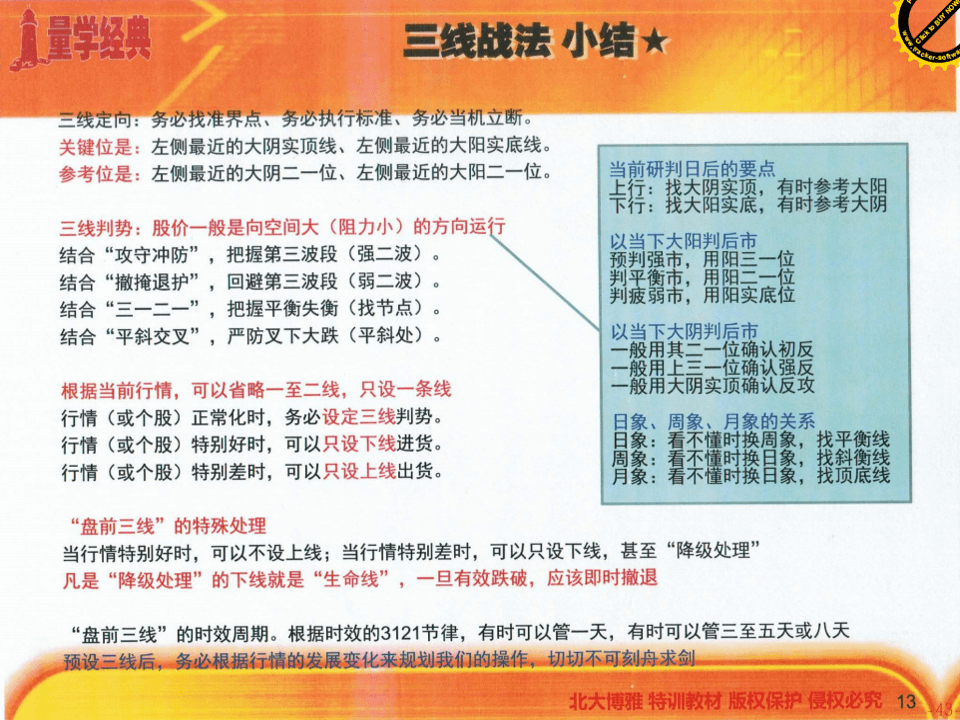 量学经典
三线战法 小结★
Click to BUY NOW!
www.tracker-software
三线定向：务必找准界点、务必执行标准、务必当机立断。
关键位是：左侧最近的大阴实顶线、左侧最近的大阳实底线。
参考位是：左侧最近的大阴二一位、左侧最近的大阳二一位。
三线判势：股价一般是向空间大（阻力小）的方向运行
结合“攻守冲防”，把握第三波段（强二波）。
结合“撤掩退护”，回避第三波段（弱二波）。
结合“三一二一”，把握平衡失衡（找节点）。
结合“平斜交叉”，严防叉下大跌（平斜处）。
根据当前行情，可以省略一至二线，只设一条线
行情（或个股）正常化时，务必设定三线判势。
行情（或个股）特别好时，可以只设下线进货。
行情（或个股）特别差时，可以只设上线出货。
当前研判日后的要点
上行：找大阴实顶，有时参考大阳
下行：找大阳实底，有时参考大阴
以当下大阳判后市
预判强市，用阳三一位
判平衡市，用阳二一位
判疲弱市，用阳实底位
以当下大阴判后市
一般用其二一位确认初反
一般用上三一位确认强反
一般用大阴实顶确认反攻
日象、周象、月象的关系
日象：看不懂时换周象，找平衡线
周象：看不懂时换日象，找斜衡线
月象：看不懂时换日象，找顶底线
“盘前三线”的特殊处理
当行情特别好时，可以不设上线；当行情特别差时，可以只设下线，甚至“降级处理”
凡是“降级处理”的下线就是“生命线”，一旦有效跌破，应该即时撤退
“盘前三线”的时效周期。根据时效的3121节律，有时可以管一天，有时可以管三至五天或八天
预设三线后，务必根据行情的发展变化来规划我们的操作，切切不可刻舟求剑
北大博雅 特训教材 版权保护 侵权必究 13
-43-